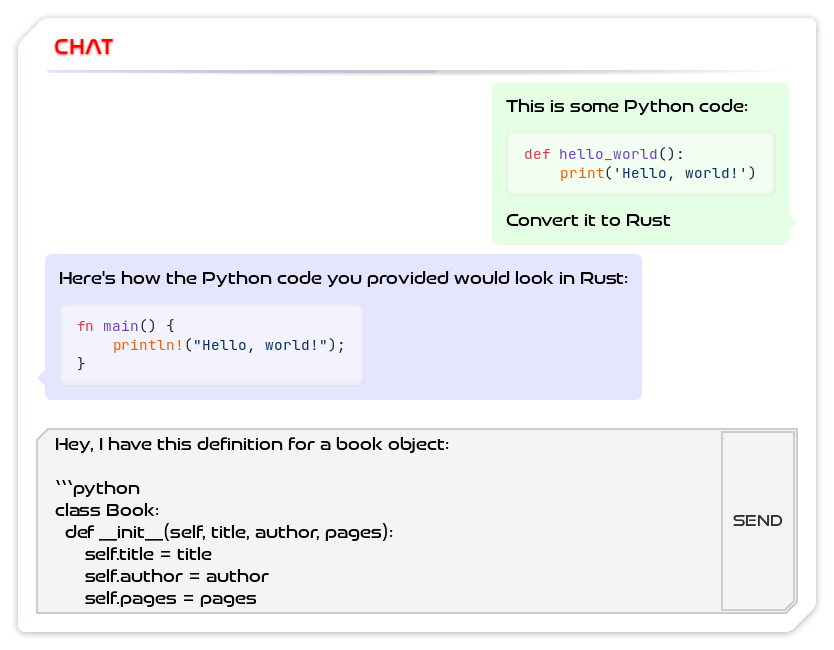 CHAT
This is some Python code:
def hello_world():
    print('Hello, world!')
Convert it to Rust
Here's how the Python code you provided would look in Rust:
fn main() {
    println!("Hello, world!");
}
Hey, I have this definition for a book object:
```python
class Book:
  def __init__(self, title, author, pages):
      self.title = title
      self.author = author
      self.pages = pages
SEND